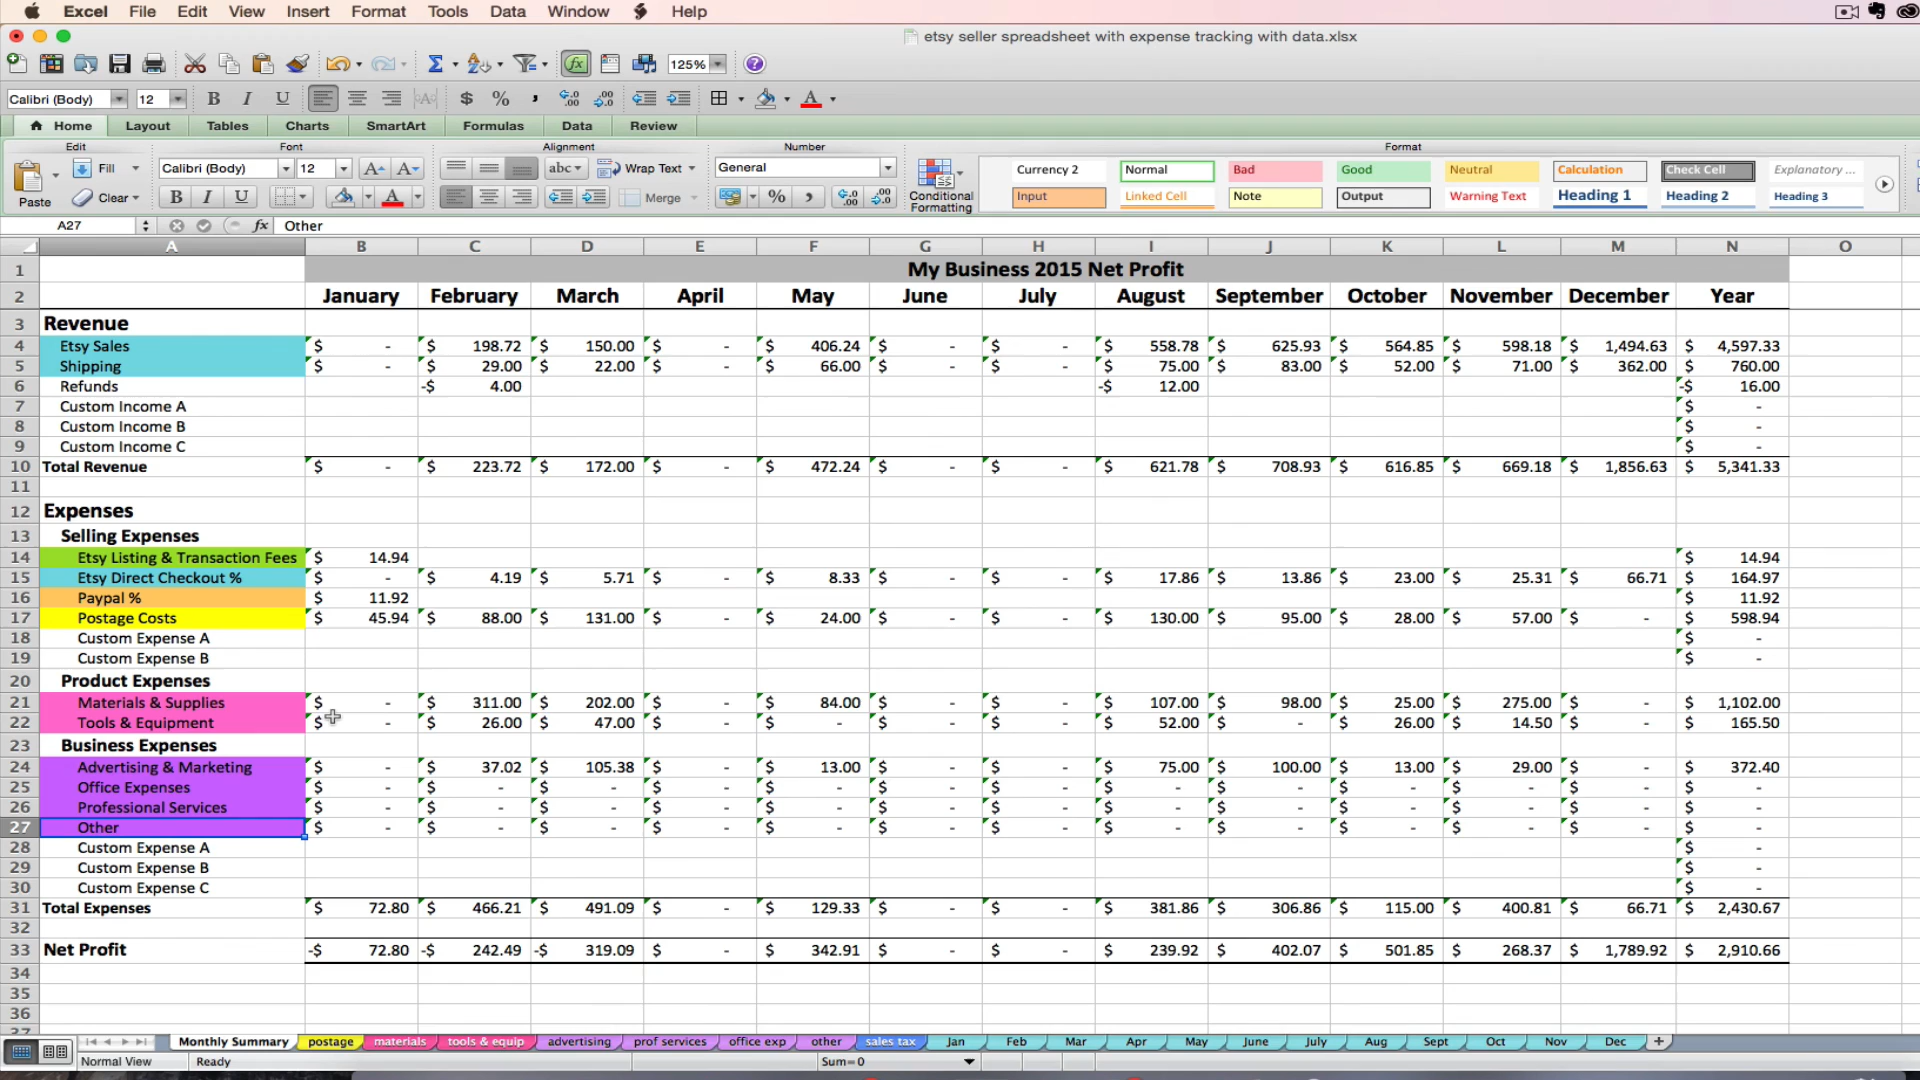 Excel File Edit View Insert Format Tools Data Window Help
etsy seller spreadsheet with expense tracking with data.xlsx
125%
Calibri (Body) 12 B I U $ %
Home Layout Tables Charts SmartArt Formulas Data Review
Edit Font Alignment Number Format
Fill Calibri (Body) 12 abc Wrap Text General Currency 2 Normal Bad Good Neutral Calculation Check Cell Explanatory ...
Paste Clear B I U Merge % Conditional Formatting Input Linked Cell Note Output Warning Text Heading 1 Heading 2 Heading 3
A27 fx Other
A B C D E F G H I J K L M N O
1 My Business 2015 Net Profit
2 January February March April May June July August September October November December Year
3 Revenue
4 Etsy Sales $ - $ 198.72 $ 150.00 $ - $ 406.24 $ - $ - $ 558.78 $ 625.93 $ 564.85 $ 598.18 $ 1,494.63 $ 4,597.33
5 Shipping $ - $ 29.00 $ 22.00 $ - $ 66.00 $ - $ - $ 75.00 $ 83.00 $ 52.00 $ 71.00 $ 362.00 $ 760.00
6 Refunds -$ 4.00 -$ 12.00 -$ 16.00
7 Custom Income A $ -
8 Custom Income B $ -
9 Custom Income C $ -
10 Total Revenue $ - $ 223.72 $ 172.00 $ - $ 472.24 $ - $ - $ 621.78 $ 708.93 $ 616.85 $ 669.18 $ 1,856.63 $ 5,341.33
11
12 Expenses
13 Selling Expenses
14 Etsy Listing & Transaction Fees $ 14.94 $ 14.94
15 Etsy Direct Checkout % $ - $ 4.19 $ 5.71 $ - $ 8.33 $ - $ - $ 17.86 $ 13.86 $ 23.00 $ 25.31 $ 66.71 $ 164.97
16 Paypal % $ 11.92 $ 11.92
17 Postage Costs $ 45.94 $ 88.00 $ 131.00 $ - $ 24.00 $ - $ - $ 130.00 $ 95.00 $ 28.00 $ 57.00 $ - $ 598.94
18 Custom Expense A $ -
19 Custom Expense B $ -
20 Product Expenses
21 Materials & Supplies $ - $ 311.00 $ 202.00 $ - $ 84.00 $ - $ - $ 107.00 $ 98.00 $ 25.00 $ 275.00 $ - $ 1,102.00
22 Tools & Equipment $ - $ 26.00 $ 47.00 $ - $ - $ - $ - $ 52.00 $ - $ 26.00 $ 14.50 $ - $ 165.50
23 Business Expenses
24 Advertising & Marketing $ - $ 37.02 $ 105.38 $ - $ 13.00 $ - $ - $ 75.00 $ 100.00 $ 13.00 $ 29.00 $ - $ 372.40
25 Office Expenses $ - $ - $ - $ - $ - $ - $ - $ - $ - $ - $ - $ - $ -
26 Professional Services $ - $ - $ - $ - $ - $ - $ - $ - $ - $ - $ - $ - $ -
27 Other $ - $ - $ - $ - $ - $ - $ - $ - $ - $ - $ - $ - $ -
28 Custom Expense A $ -
29 Custom Expense B $ -
30 Custom Expense C $ -
31 Total Expenses $ 72.80 $ 466.21 $ 491.09 $ - $ 129.33 $ - $ - $ 381.86 $ 306.86 $ 115.00 $ 400.81 $ 66.71 $ 2,430.67
32
33 Net Profit -$ 72.80 -$ 242.49 -$ 319.09 $ - $ 342.91 $ - $ - $ 239.92 $ 402.07 $ 501.85 $ 268.37 $ 1,789.92 $ 2,910.66
34
35
36
37
Monthly Summary postage materials tools & equip advertising prof services office exp other sales tax Jan Feb Mar Apr May June July Aug Sept Oct Nov Dec +
Normal View Ready Sum=0